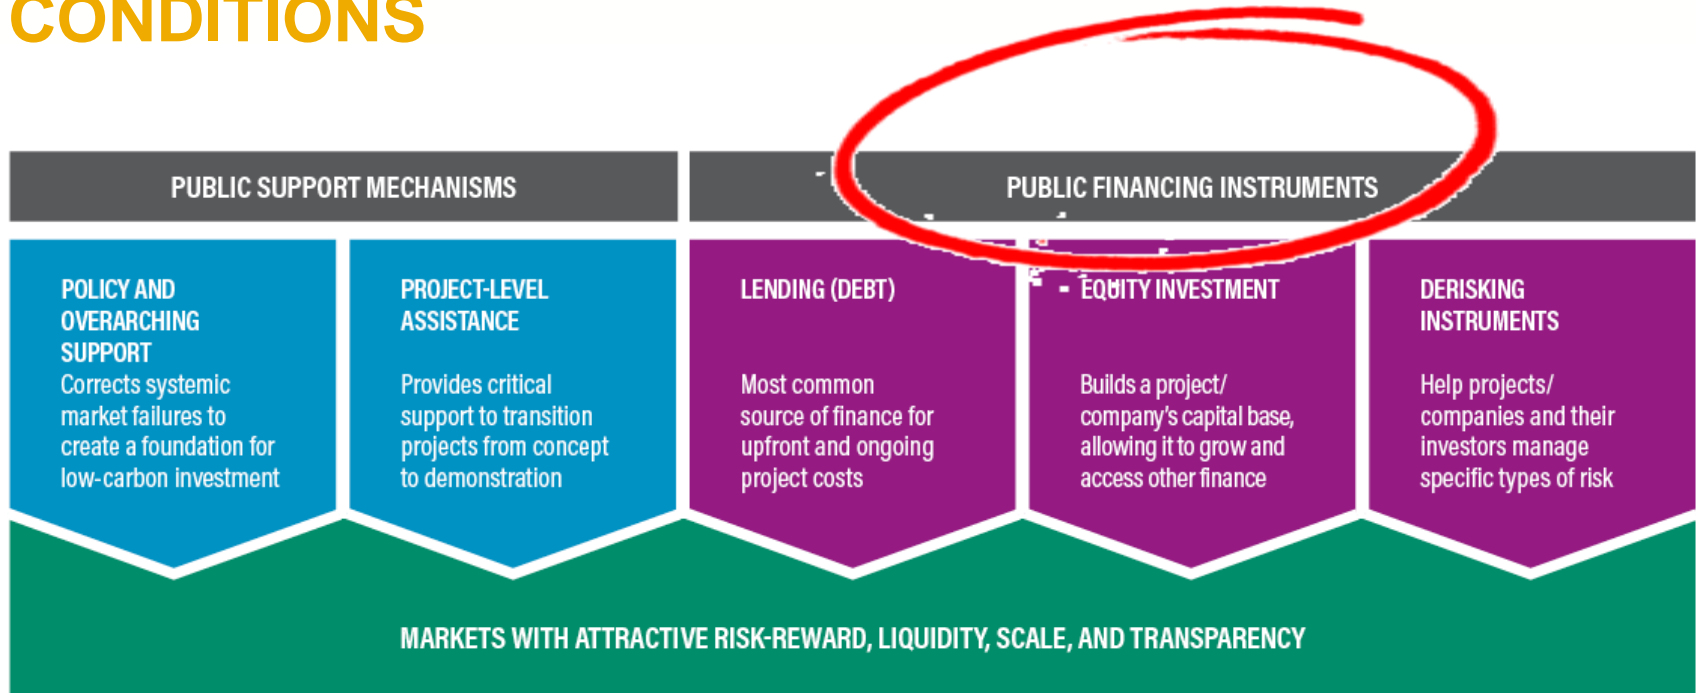 CONDITIONS
PUBLIC SUPPORT MECHANISMS
PUBLIC FINANCING INSTRUMENTS
POLICY AND
OVERARCHING
SUPPORT
Corrects systemic
market failures to
create a foundation for
low-carbon investment
PROJECT-LEVEL
ASSISTANCE
Provides critical
support to transition
projects from concept
to demonstration
LENDING (DEBT)
Most common
source of finance for
upfront and ongoing
project costs
EQUITY INVESTMENT
Builds a project/
company's capital base,
allowing it to grow and
access other finance
DERISKING
INSTRUMENTS
Help projects/
companies and their
investors manage
specific types of risk
MARKETS WITH ATTRACTIVE RISK-REWARD, LIQUIDITY, SCALE, AND TRANSPARENCY